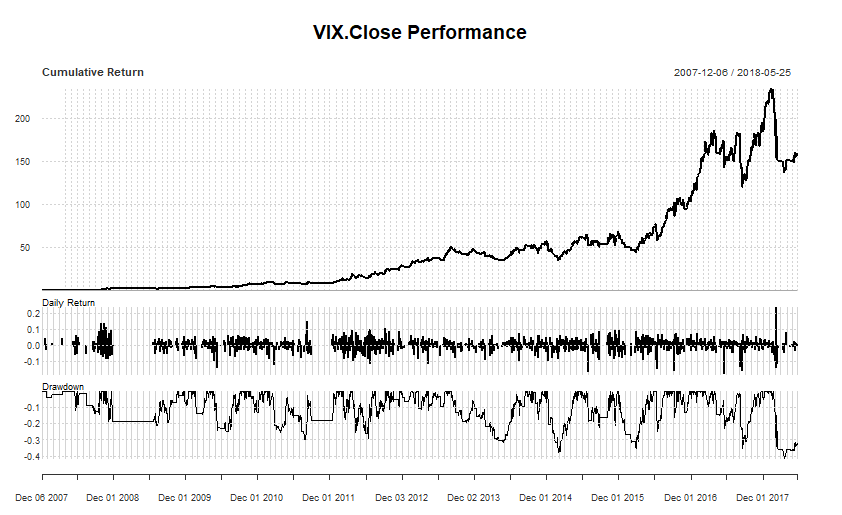 VIX.Close Performance
Cumulative Return 2007-12-06 / 2018-05-25
200
150
100
50
Daily Return
0.2
0.1
0.0
-0.1
Drawdown
-0.1
-0.2
-0.3
-0.4
Dec 06 2007 Dec 01 2008 Dec 01 2009 Dec 01 2010 Dec 01 2011 Dec 03 2012 Dec 02 2013 Dec 01 2014 Dec 01 2015 Dec 01 2016 Dec 01 2017